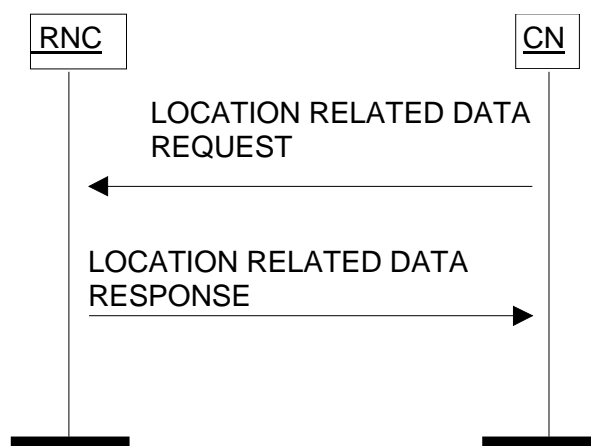 RNC
CN
LOCATION RELATED DATA
REQUEST
LOCATION RELATED DATA
RESPONSE